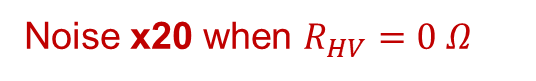 Noise x20 when R_HV = 0 Ω